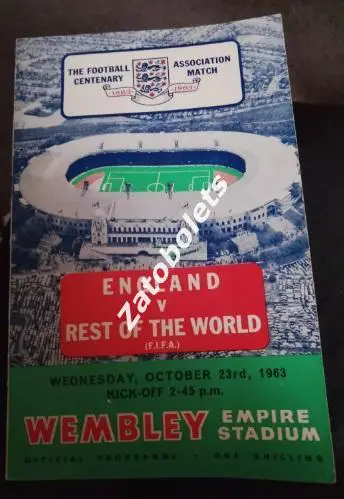 THE FOOTBALL ASSOCIATION
CENTENARY MATCH
1863 1963
ENGLAND
V
REST OF THE WORLD
(F.I.F.A.)
Zatobolets
WEDNESDAY, OCTOBER 23rd, 1963
KICK-OFF 2-45 p.m.
WEMBLEY EMPIRE STADIUM
OFFICIAL PROGRAMME · ONE SHILLING